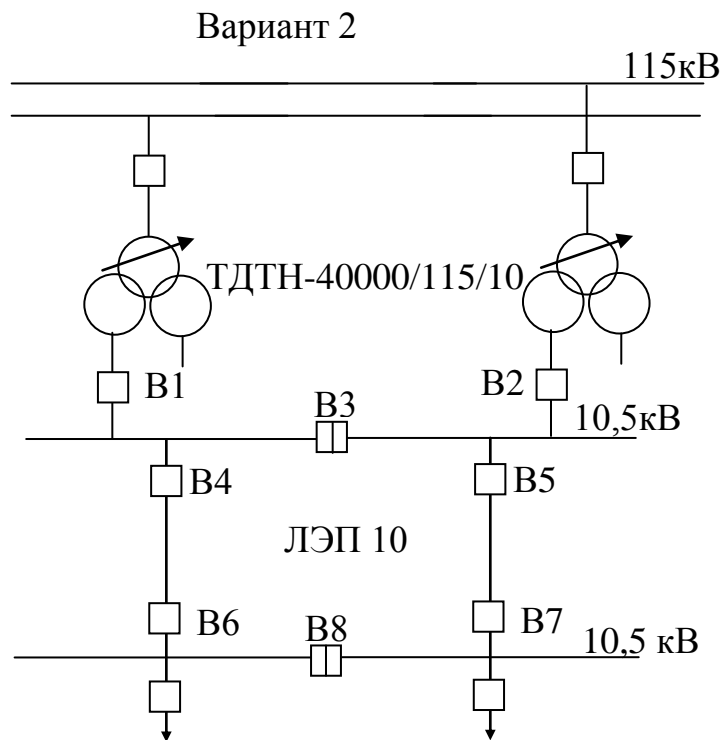 Вариант 2
115кВ
ТДТН-40000/115/10
В1
В2
В3
10,5кВ
В4
В5
ЛЭП 10
В6
В8
В7
10,5 кВ